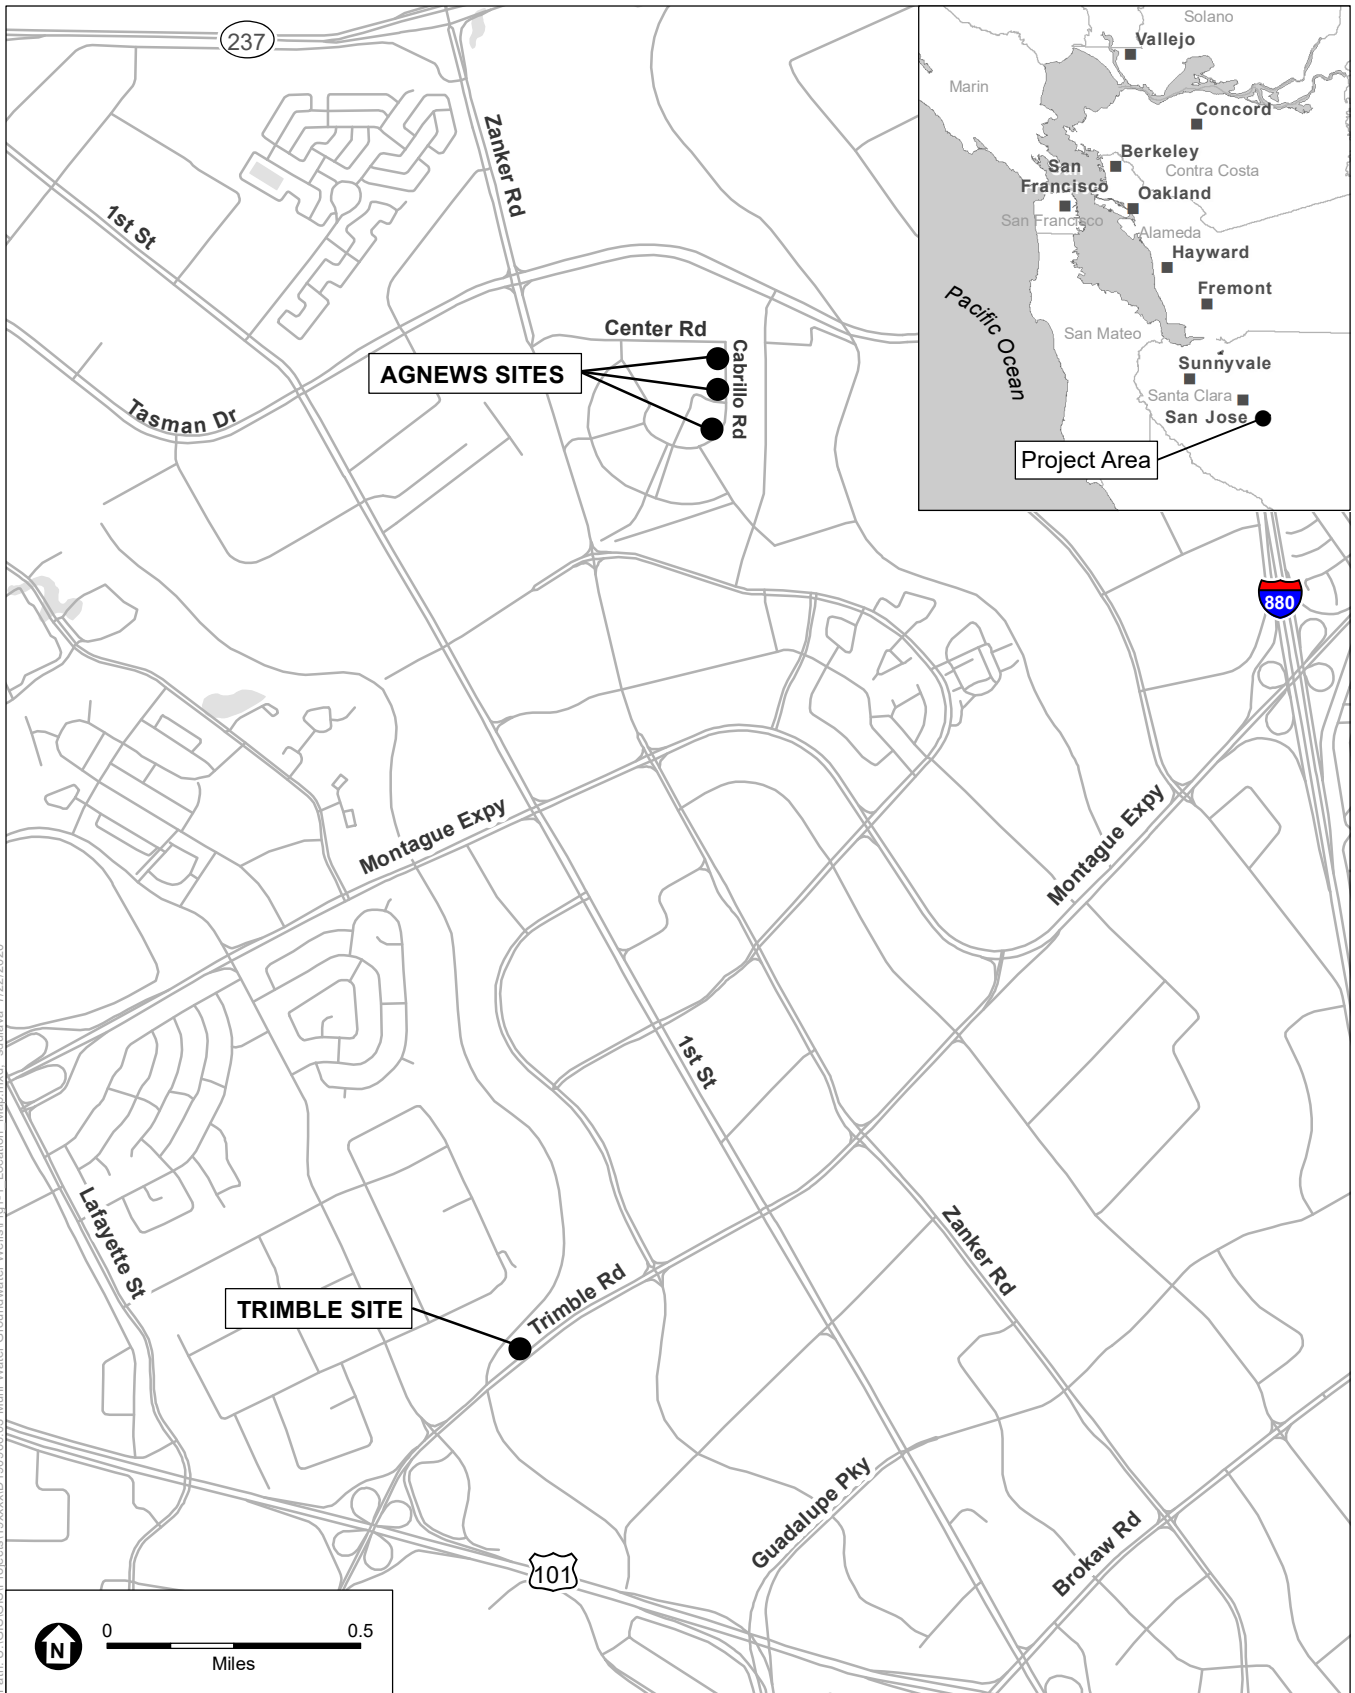 237
Zanker Rd
1st St
Tasman Dr
Center Rd
Cabrillo Rd
AGNEWS SITES
Solano
Vallejo
Marin
Concord
Berkeley
Contra Costa
San
Francisco
Oakland
San Francisco
Alameda
Hayward
Fremont
Pacific Ocean
San Mateo
Sunnyvale
Santa Clara
San Jose
Project Area
880
Montague Expy
Montague Expy
1st St
Lafayette St
Zanker Rd
Trimble Rd
TRIMBLE SITE
Guadalupe Pky
Brokaw Rd
101
N
0
0.5
Miles